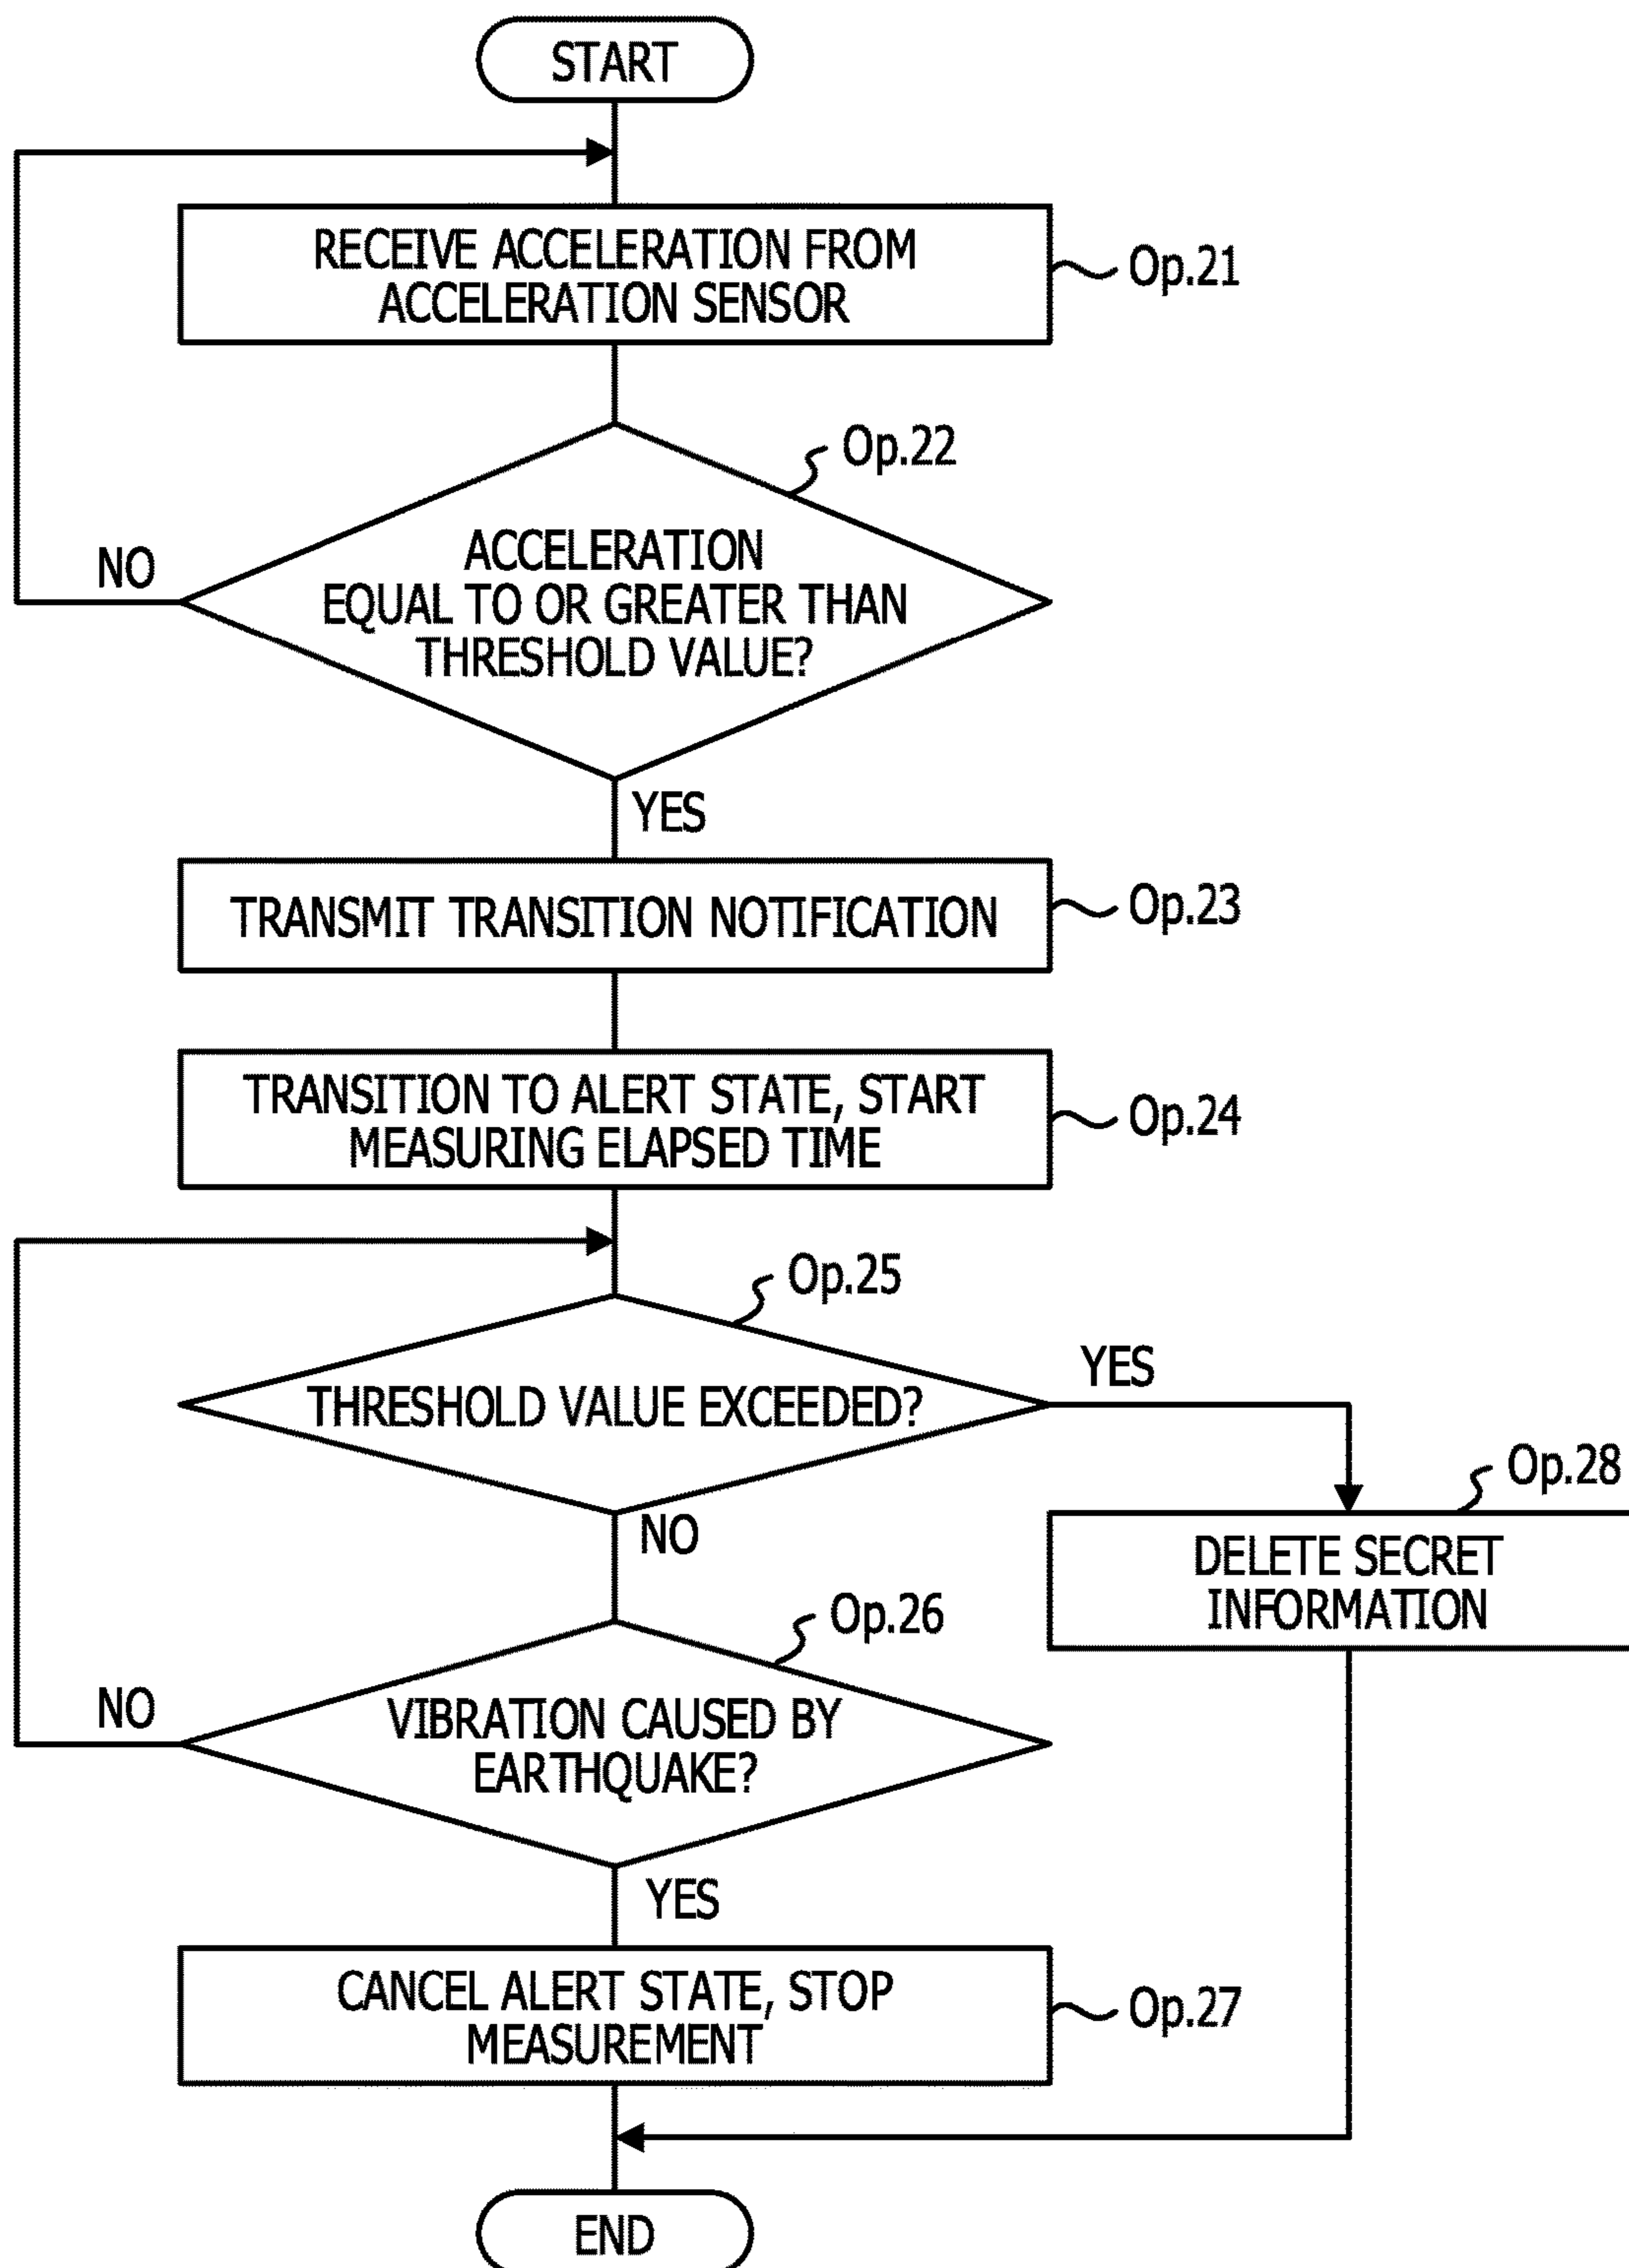 START
RECEIVE ACCELERATION FROM
ACCELERATION SENSOR
Op.21
Op.22
ACCELERATION
EQUAL TO OR GREATER THAN
THRESHOLD VALUE?
NO
YES
TRANSMIT TRANSITION NOTIFICATION
Op.23
TRANSITION TO ALERT STATE, START
MEASURING ELAPSED TIME
Op.24
Op.25
THRESHOLD VALUE EXCEEDED?
YES
NO
Op.28
DELETE SECRET
INFORMATION
Op.26
VIBRATION CAUSED BY
EARTHQUAKE?
NO
YES
CANCEL ALERT STATE, STOP
MEASUREMENT
Op.27
END